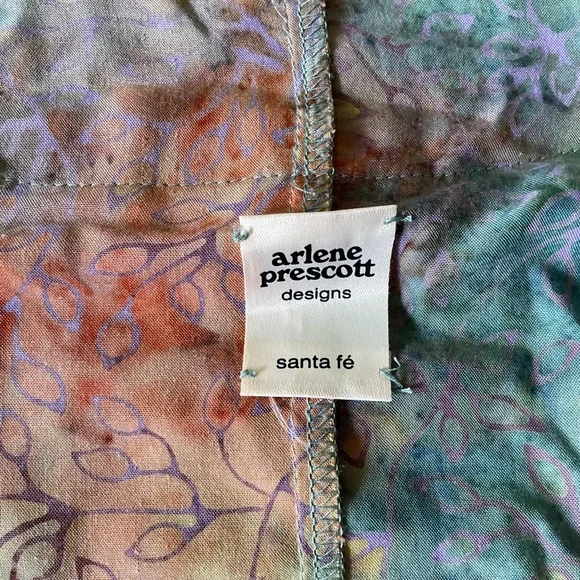 arlene
prescott
designs
santa fé